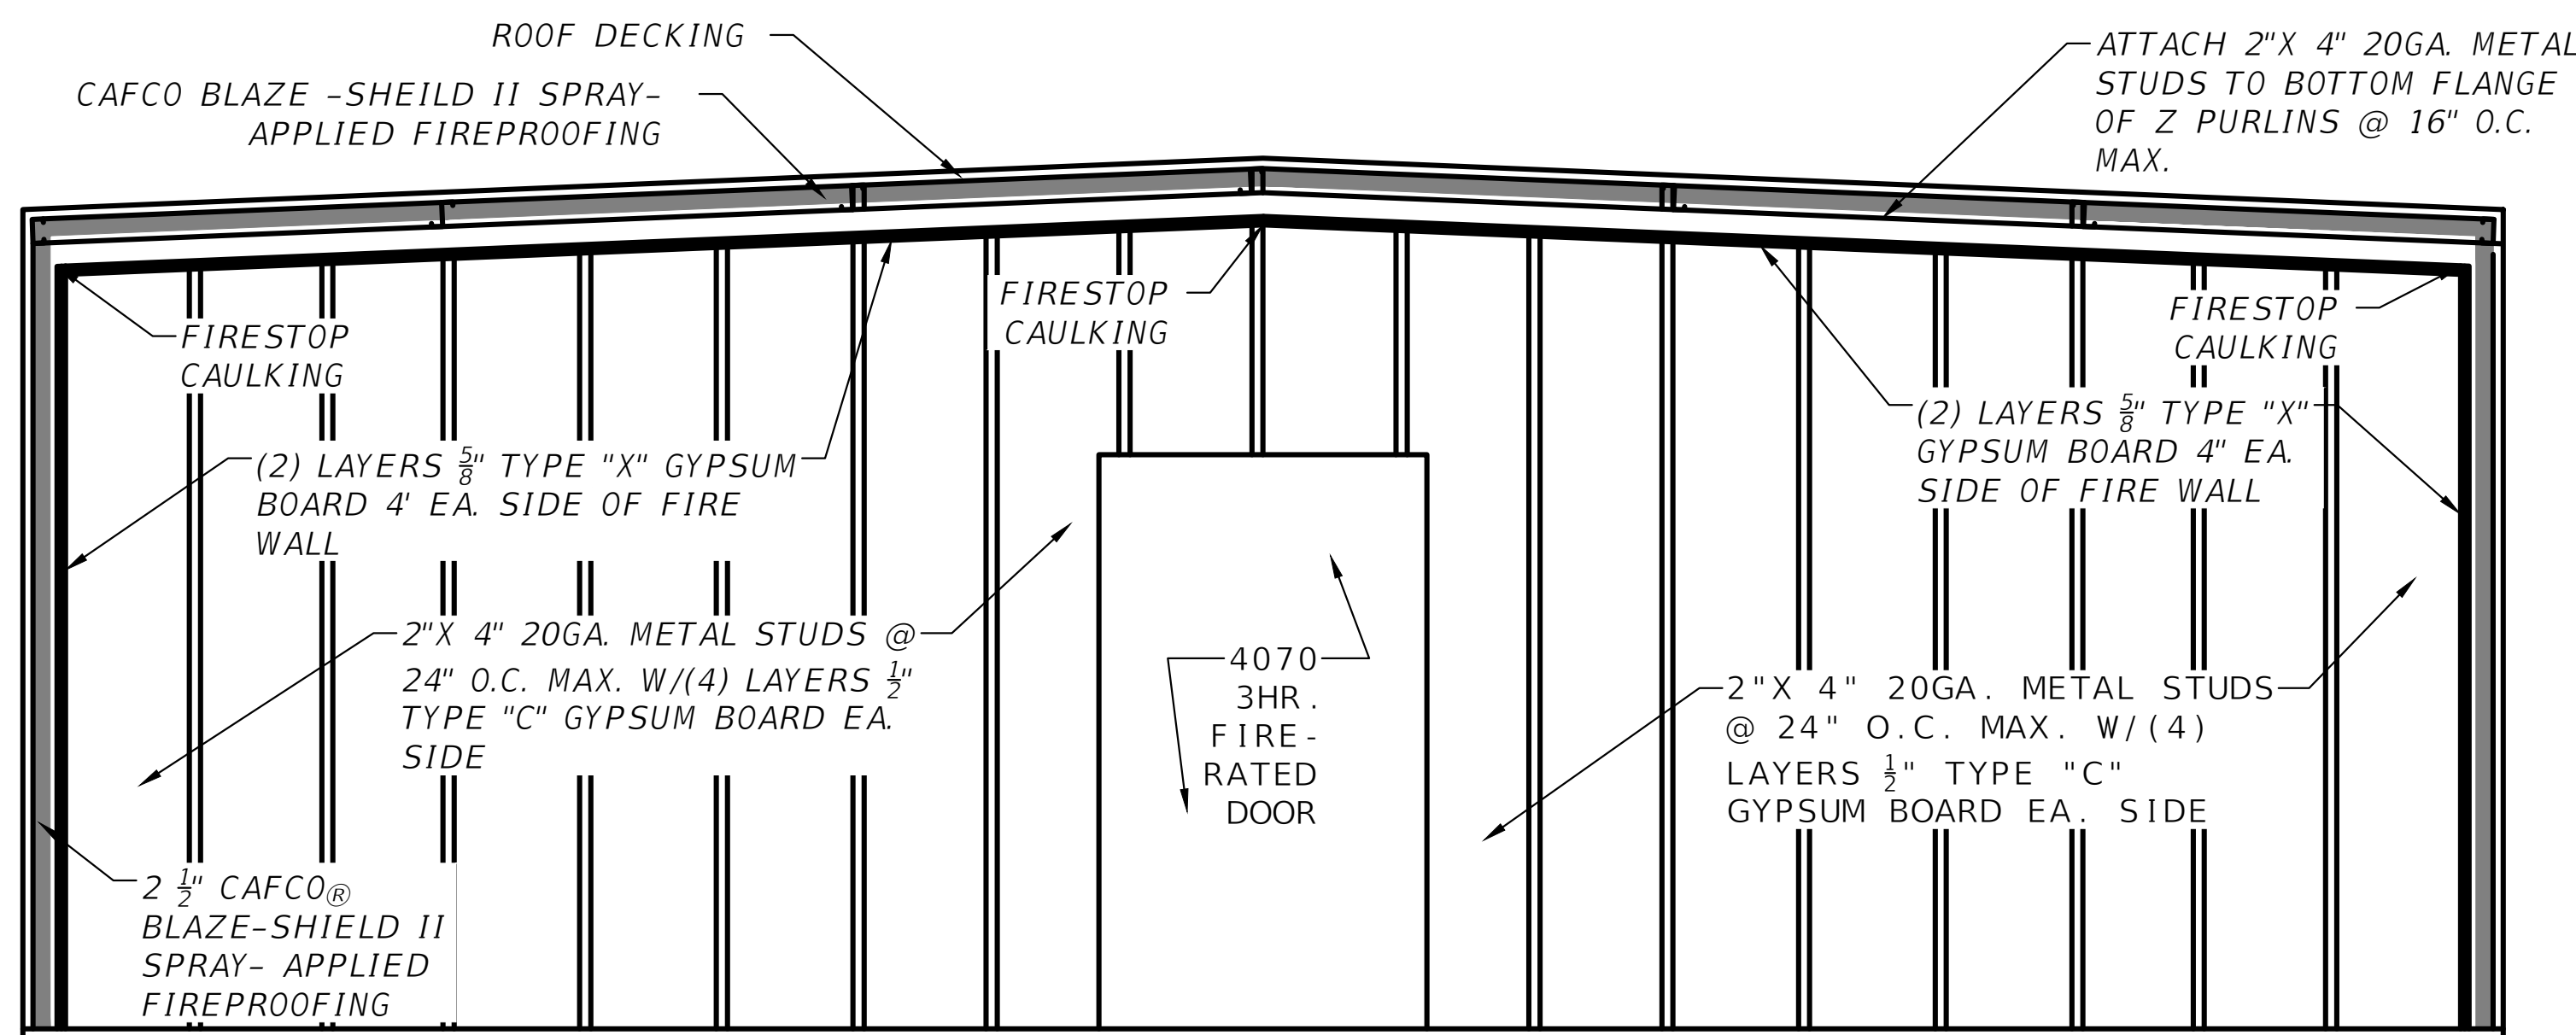 ROOF DECKING
CAFCO BLAZE -SHEILD II SPRAY-
APPLIED FIREPROOFING
ATTACH 2"X 4" 20GA. METAL
STUDS TO BOTTOM FLANGE
OF Z PURLINS @ 16" O.C.
MAX.
FIRESTOP
CAULKING
FIRESTOP
CAULKING
FIRESTOP
CAULKING
(2) LAYERS 5/8" TYPE "X" GYPSUM
BOARD 4' EA. SIDE OF FIRE
WALL
(2) LAYERS 5/8" TYPE "X"
GYPSUM BOARD 4" EA.
SIDE OF FIRE WALL
2"X 4" 20GA. METAL STUDS @
24" O.C. MAX. W/(4) LAYERS 1/2"
TYPE "C" GYPSUM BOARD EA.
SIDE
4070
3HR.
FIRE-
RATED
DOOR
2"X 4" 20GA. METAL STUDS
@ 24" O.C. MAX. W/(4)
LAYERS 1/2" TYPE "C"
GYPSUM BOARD EA. SIDE
2 1/2" CAFCO®
BLAZE-SHIELD II
SPRAY- APPLIED
FIREPROOFING